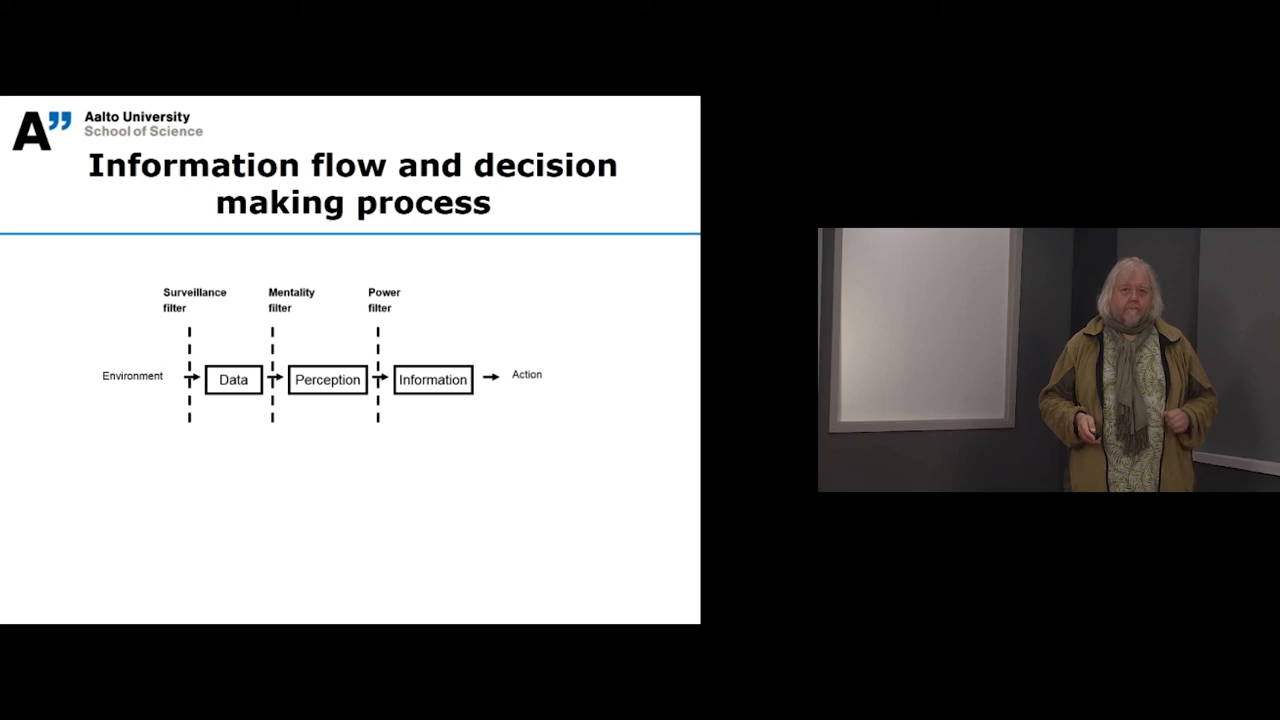 A”
Aalto University
School of Science
Information flow and decision
making process
Surveillance
filter
Mentality
filter
Power
filter
Environment
Data
Perception
Information
Action